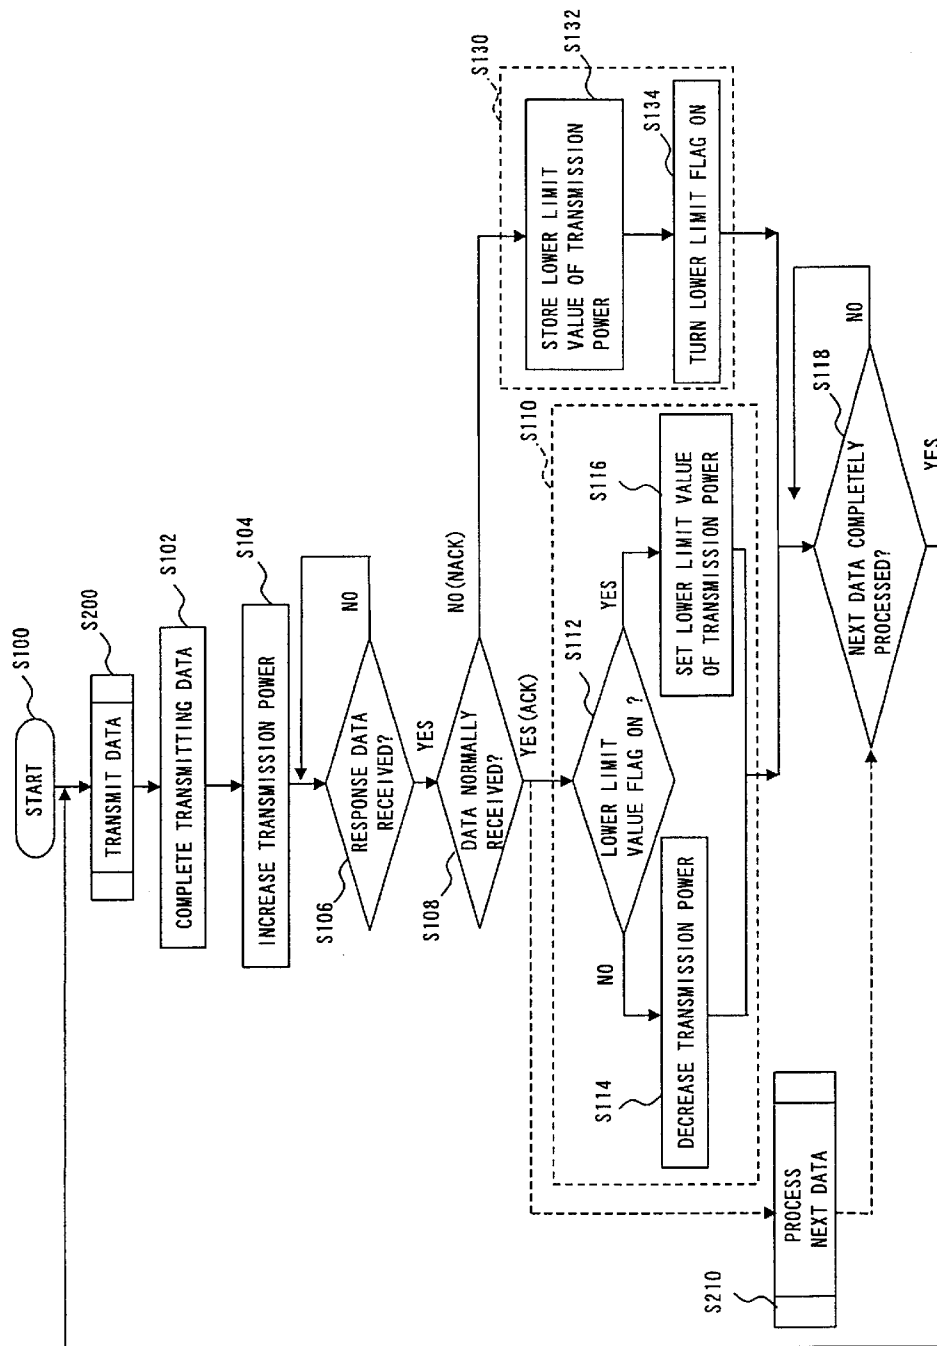 S100
START
S200
TRANSMIT DATA
S102
COMPLETE TRANSMITTING DATA
S104
INCREASE TRANSMISSION POWER
S106
RESPONSE DATA
RECEIVED?
NO
YES
S108
DATA NORMALLY
RECEIVED?
NO(NACK)
YES(ACK)
S110
S112
LOWER LIMIT
VALUE FLAG ON ?
NO
YES
S114
DECREASE TRANSMISSION POWER
S116
SET LOWER LIMIT VALUE
OF TRANSMISSION POWER
S130
S132
STORE LOWER LIMIT
VALUE OF TRANSMISSION
POWER
S134
TURN LOWER LIMIT FLAG ON
S210
PROCESS
NEXT DATA
S118
NEXT DATA COMPLETELY
PROCESSED?
NO
YES